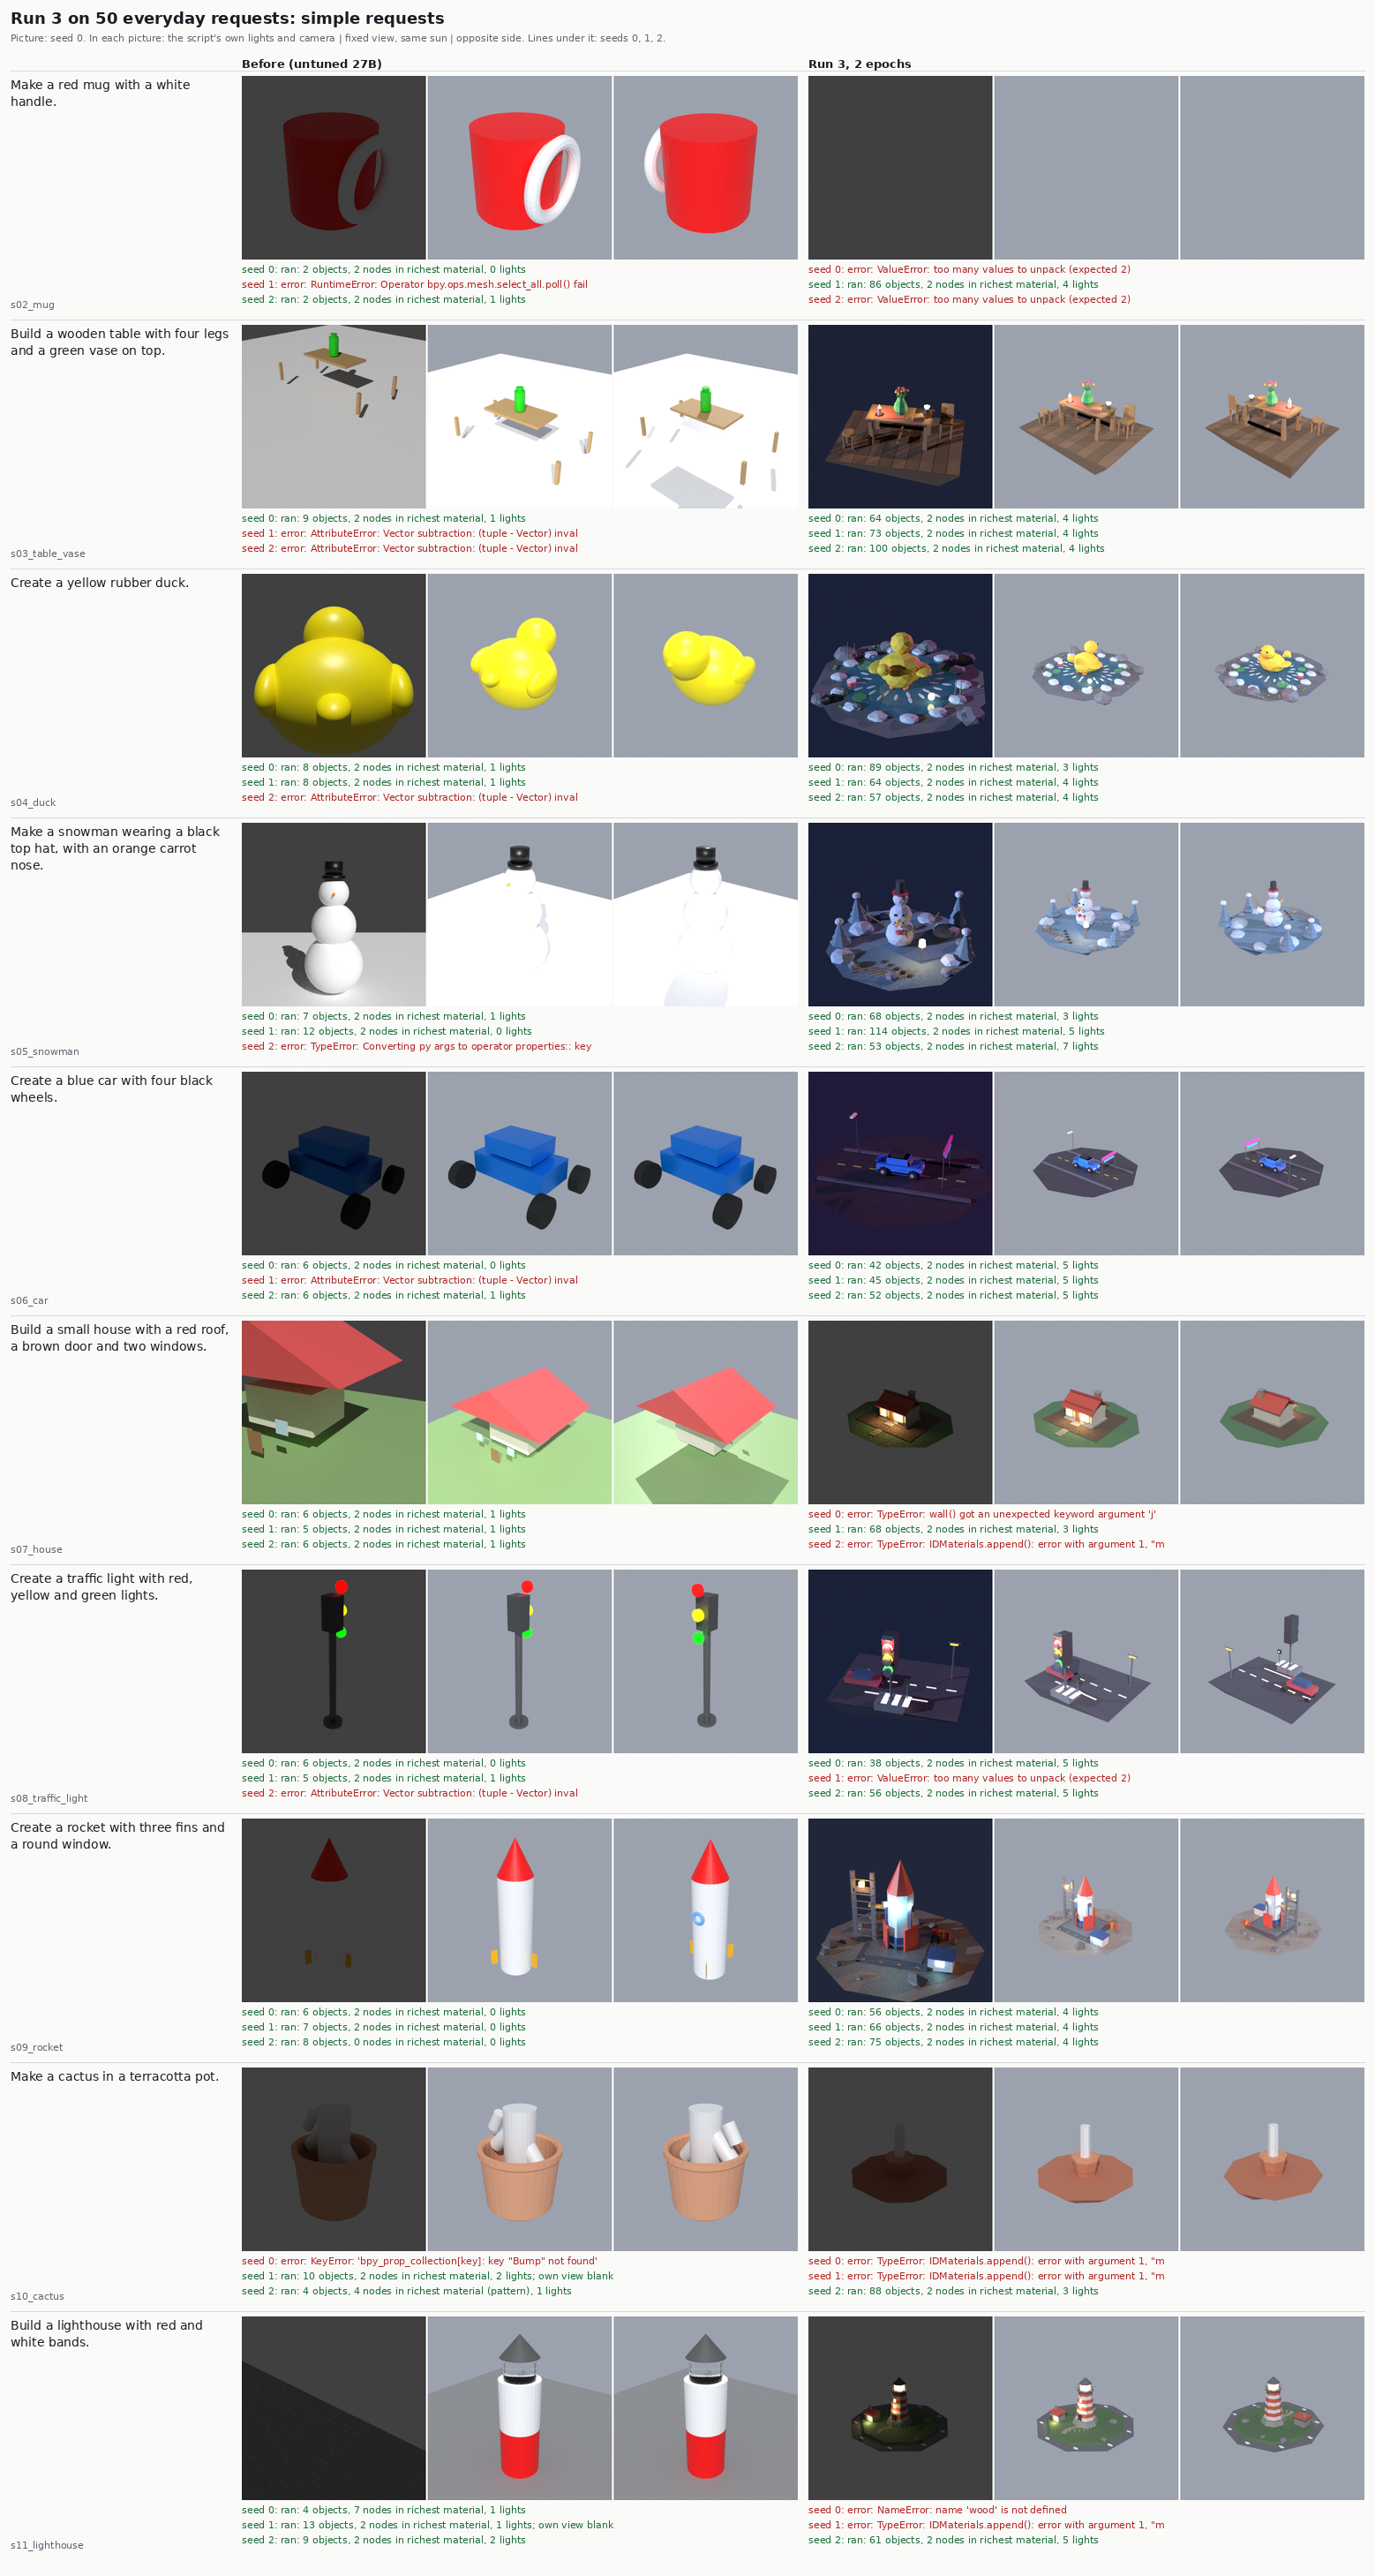 Run 3 on 50 everyday requests: simple requests
Picture: seed 0. In each picture: the script's own lights and camera | fixed view, same sun | opposite side. Lines under it: seeds 0, 1, 2.
Before (untuned 27B)
Run 3, 2 epochs
Make a red mug with a white
handle.
seed 0: ran: 2 objects, 2 nodes in richest material, 0 lights
seed 1: error: RuntimeError: Operator bpy.ops.mesh.select_all.poll() fail
seed 2: ran: 2 objects, 2 nodes in richest material, 1 lights
seed 0: error: ValueError: too many values to unpack (expected 2)
seed 1: ran: 86 objects, 2 nodes in richest material, 4 lights
seed 2: error: ValueError: too many values to unpack (expected 2)
s02_mug
Build a wooden table with four legs
and a green vase on top.
seed 0: ran: 9 objects, 2 nodes in richest material, 1 lights
seed 1: error: AttributeError: Vector subtraction: (tuple - Vector) inval
seed 2: error: AttributeError: Vector subtraction: (tuple - Vector) inval
seed 0: ran: 64 objects, 2 nodes in richest material, 4 lights
seed 1: ran: 73 objects, 2 nodes in richest material, 4 lights
seed 2: ran: 100 objects, 2 nodes in richest material, 4 lights
s03_table_vase
Create a yellow rubber duck.
seed 0: ran: 8 objects, 2 nodes in richest material, 1 lights
seed 1: ran: 8 objects, 2 nodes in richest material, 1 lights
seed 2: error: AttributeError: Vector subtraction: (tuple - Vector) inval
seed 0: ran: 89 objects, 2 nodes in richest material, 3 lights
seed 1: ran: 64 objects, 2 nodes in richest material, 4 lights
seed 2: ran: 57 objects, 2 nodes in richest material, 4 lights
s04_duck
Make a snowman wearing a black
top hat, with an orange carrot
nose.
seed 0: ran: 7 objects, 2 nodes in richest material, 1 lights
seed 1: ran: 12 objects, 2 nodes in richest material, 0 lights
seed 2: error: TypeError: Converting py args to operator properties:: key
seed 0: ran: 68 objects, 2 nodes in richest material, 3 lights
seed 1: ran: 114 objects, 2 nodes in richest material, 5 lights
seed 2: ran: 53 objects, 2 nodes in richest material, 7 lights
s05_snowman
Create a blue car with four black
wheels.
seed 0: ran: 6 objects, 2 nodes in richest material, 0 lights
seed 1: error: AttributeError: Vector subtraction: (tuple - Vector) inval
seed 2: ran: 6 objects, 2 nodes in richest material, 1 lights
seed 0: ran: 42 objects, 2 nodes in richest material, 5 lights
seed 1: ran: 45 objects, 2 nodes in richest material, 5 lights
seed 2: ran: 52 objects, 2 nodes in richest material, 5 lights
s06_car
Build a small house with a red roof,
a brown door and two windows.
seed 0: ran: 6 objects, 2 nodes in richest material, 1 lights
seed 1: ran: 5 objects, 2 nodes in richest material, 1 lights
seed 2: ran: 6 objects, 2 nodes in richest material, 1 lights
seed 0: error: TypeError: wall() got an unexpected keyword argument 'j'
seed 1: ran: 68 objects, 2 nodes in richest material, 3 lights
seed 2: error: TypeError: IDMaterials.append(): error with argument 1, "m
s07_house
Create a traffic light with red,
yellow and green lights.
seed 0: ran: 6 objects, 2 nodes in richest material, 0 lights
seed 1: ran: 5 objects, 2 nodes in richest material, 1 lights
seed 2: error: AttributeError: Vector subtraction: (tuple - Vector) inval
seed 0: ran: 38 objects, 2 nodes in richest material, 5 lights
seed 1: error: ValueError: too many values to unpack (expected 2)
seed 2: ran: 56 objects, 2 nodes in richest material, 5 lights
s08_traffic_light
Create a rocket with three fins and
a round window.
seed 0: ran: 6 objects, 2 nodes in richest material, 0 lights
seed 1: ran: 7 objects, 2 nodes in richest material, 0 lights
seed 2: ran: 8 objects, 0 nodes in richest material, 0 lights
seed 0: ran: 56 objects, 2 nodes in richest material, 4 lights
seed 1: ran: 66 objects, 2 nodes in richest material, 4 lights
seed 2: ran: 75 objects, 2 nodes in richest material, 4 lights
s09_rocket
Make a cactus in a terracotta pot.
seed 0: error: KeyError: 'bpy_prop_collection[key]: key "Bump" not found'
seed 1: ran: 10 objects, 2 nodes in richest material, 2 lights; own view blank
seed 2: ran: 4 objects, 4 nodes in richest material (pattern), 1 lights
seed 0: error: TypeError: IDMaterials.append(): error with argument 1, "m
seed 1: error: TypeError: IDMaterials.append(): error with argument 1, "m
seed 2: ran: 88 objects, 2 nodes in richest material, 3 lights
s10_cactus
Build a lighthouse with red and
white bands.
seed 0: ran: 4 objects, 7 nodes in richest material, 1 lights
seed 1: ran: 13 objects, 2 nodes in richest material, 1 lights; own view blank
seed 2: ran: 9 objects, 2 nodes in richest material, 2 lights
seed 0: error: NameError: name 'wood' is not defined
seed 1: error: TypeError: IDMaterials.append(): error with argument 1, "m
seed 2: ran: 61 objects, 2 nodes in richest material, 5 lights
s11_lighthouse